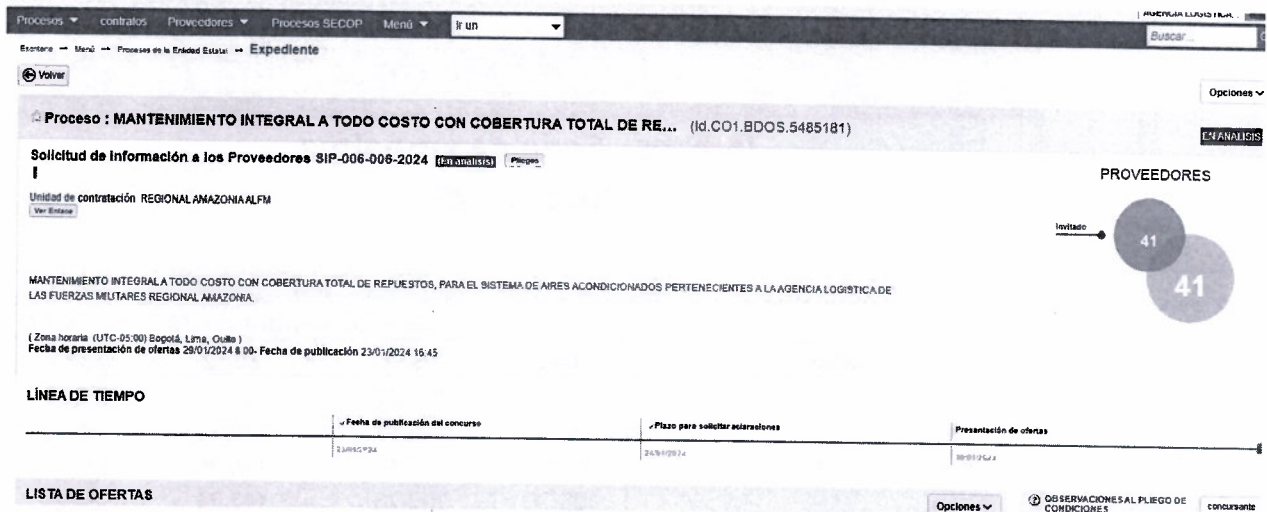 Procesos contratos Proveedores Procesos SECOP Menú Ir un
AGENCIA LOGISTICA...
Buscar...
Escritorio → Menú → Procesos de la Entidad Estatal → Expediente
Volver
Opciones
Proceso : MANTENIMIENTO INTEGRAL A TODO COSTO CON COBERTURA TOTAL DE RE... (Id.CO1.BDOS.5485181)
EN ANALISIS
Solicitud de Información a los Proveedores SIP-006-006-2024 (En analisis) Pliegos
PROVEEDORES
Unidad de contratación REGIONAL AMAZONIA ALFM
Ver Enlace
Invitado
41
41
MANTENIMIENTO INTEGRAL A TODO COSTO CON COBERTURA TOTAL DE REPUESTOS, PARA EL SISTEMA DE AIRES ACONDICIONADOS PERTENECIENTES A LA AGENCIA LOGISTICA DE
LAS FUERZAS MILITARES REGIONAL AMAZONIA.
( Zona horaria (UTC-05:00) Bogotá, Lima, Quito )
Fecha de presentación de ofertas 29/01/2024 8:00- Fecha de publicación 23/01/2024 16:45
LÍNEA DE TIEMPO
Fecha de publicación del concurso
Plazo para solicitar aclaraciones
Presentación de ofertas
LISTA DE OFERTAS
Opciones
OBSERVACIONES AL PLIEGO DE
CONDICIONES
concursante